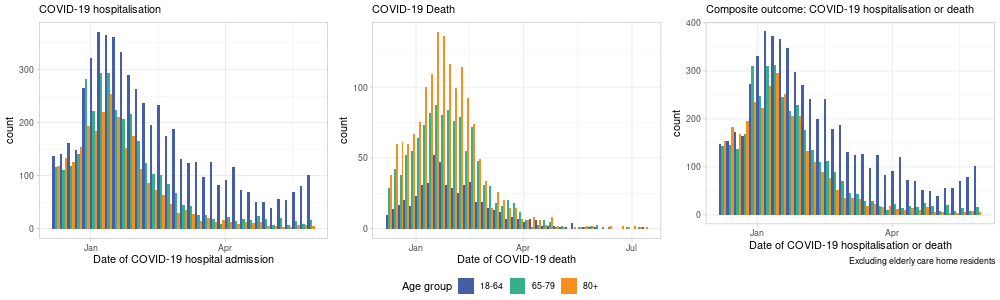 COVID-19 hospitalisation
count
300
200
100
0
Jan
Apr
Date of COVID-19 hospital admission
COVID-19 Death
count
100
50
0
Jan
Apr
Jul
Date of COVID-19 death
Composite outcome: COVID-19 hospitalisation or death
count
400
300
200
100
0
Jan
Apr
Date of COVID-19 hospitalisation or death
Excluding elderly care home residents
Age group 18-64 65-79 80+